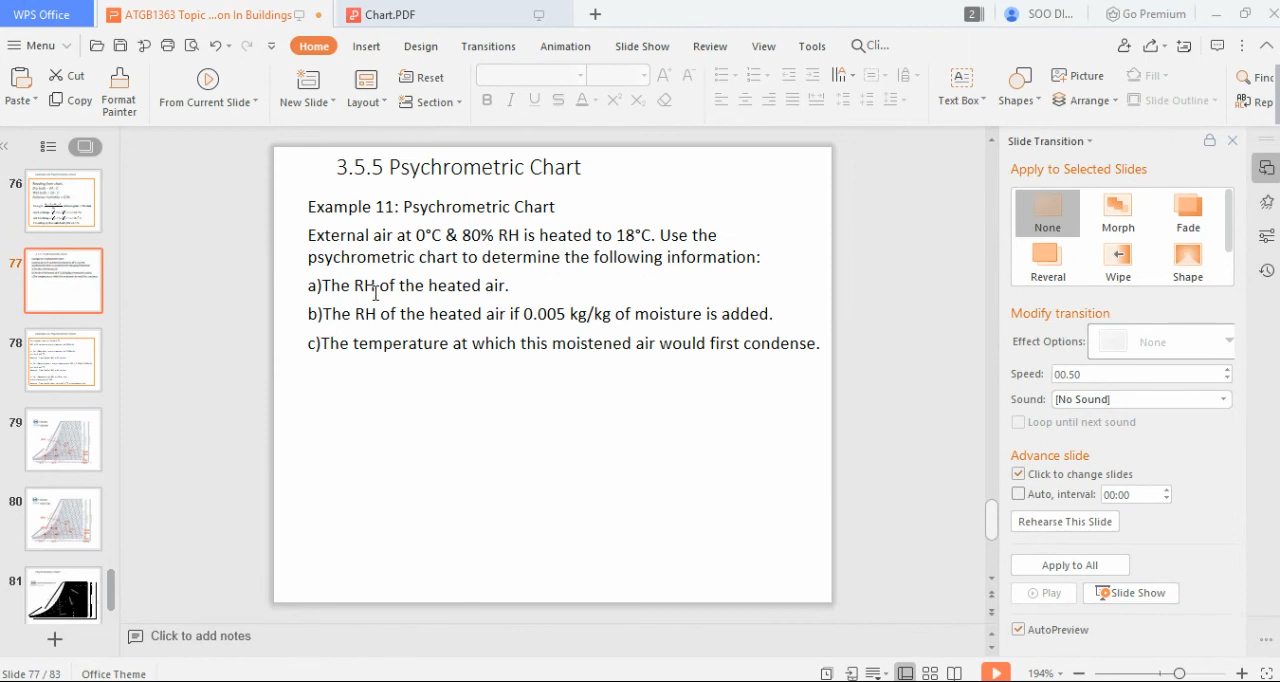 WPS Office
ATGB1363 Topic ...on In Buildings
Chart.PDF
2
SOO DI...
Go Premium
Menu
Home
Insert
Design
Transitions
Animation
Slide Show
Review
View
Tools
Cli...
Paste
Cut
Copy
Format Painter
From Current Slide
New Slide
Layout
Reset
Section
B I U S A X² X₂
Text Box
Shapes
Picture
Arrange
Fill
Slide Outline
Find
Rep
76
77
78
79
80
81
3.5.5 Psychrometric Chart
Example 11: Psychrometric Chart
External air at 0°C & 80% RH is heated to 18°C. Use the
psychrometric chart to determine the following information:
a)The RH of the heated air.
b)The RH of the heated air if 0.005 kg/kg of moisture is added.
c)The temperature at which this moistened air would first condense.
Click to add notes
Slide Transition
Apply to Selected Slides
None
Morph
Fade
Reveral
Wipe
Shape
Modify transition
Effect Options: None
Speed: 00.50
Sound: [No Sound]
Loop until next sound
Advance slide
Click to change slides
Auto, interval: 00:00
Rehearse This Slide
Apply to All
Play
Slide Show
AutoPreview
Slide 77 / 83
Office Theme
194%